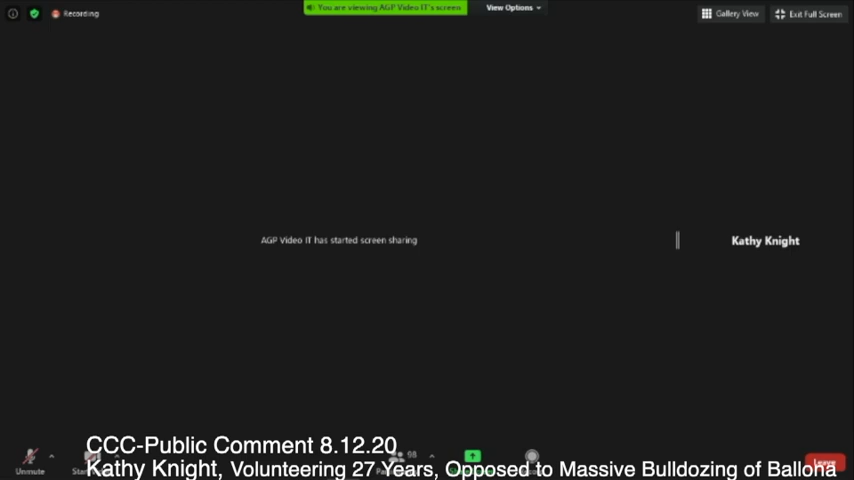 Recording
You are viewing AGP Video IT's screen
View Options
Gallery View
Exit Full Screen
AGP Video IT has started screen sharing
Kathy Knight
CCC-Public Comment 8.12.20
98
Unmute
Leave
Kathy Knight, Volunteering 27 Years, Opposed to Massive Bulldozing of Ballona